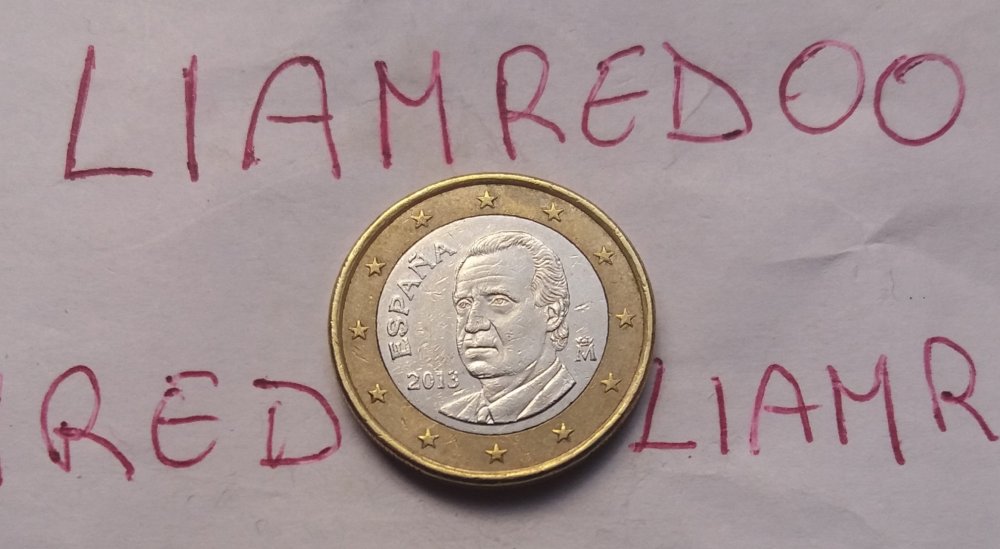 LIAMREDOO
ESPAÑA
2013
M
RED LIAMR